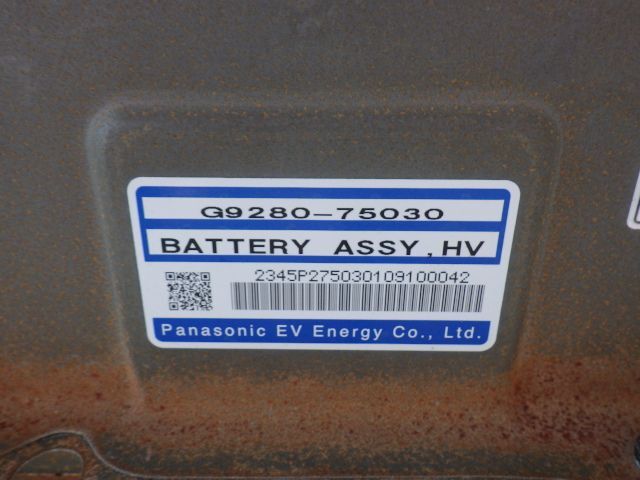 G9280-75030
BATTERY ASSY, HV
2345P275030109100042
Panasonic EV Energy Co., Ltd.